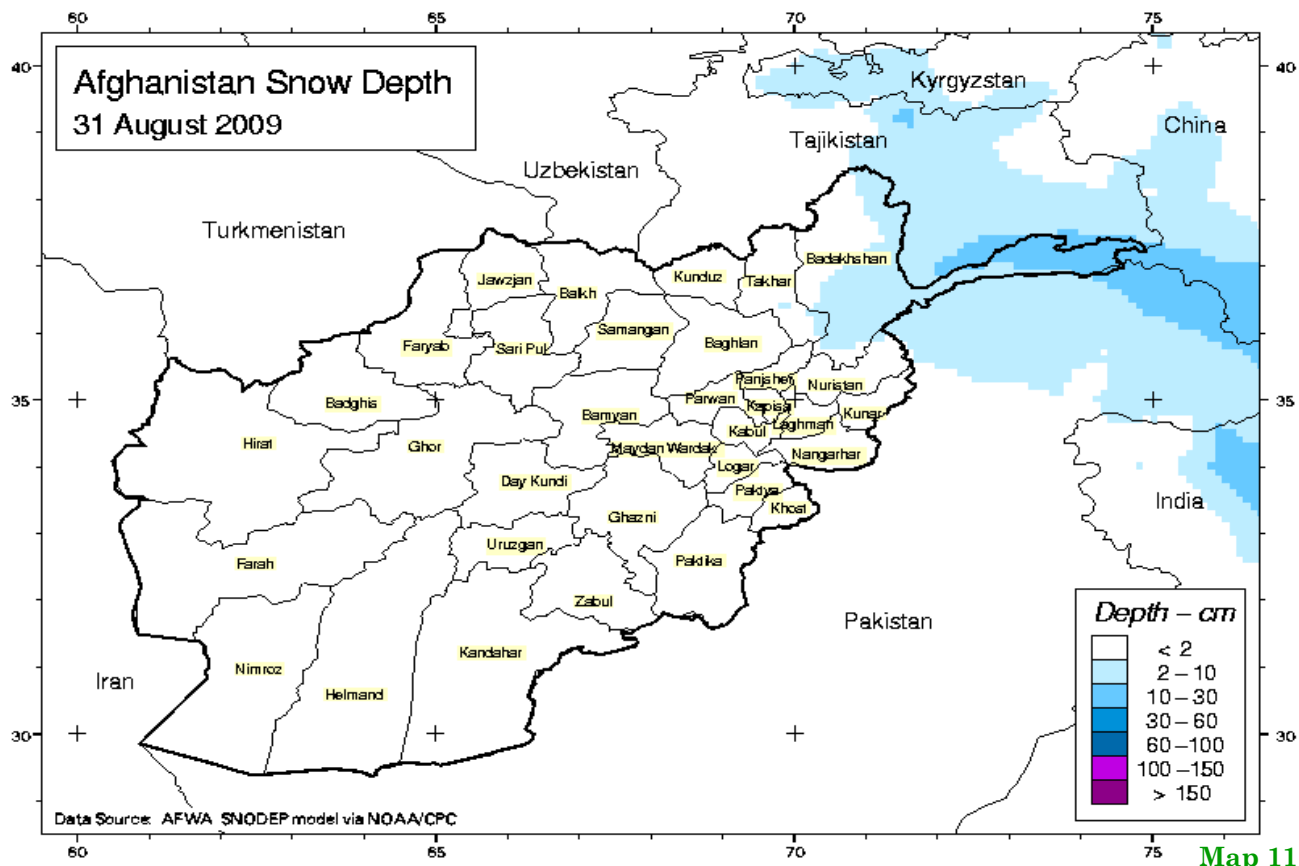 60 65 70 75
Afghanistan Snow Depth
31 August 2009
40 40
Kyrgyzstan
China
Tajikistan
Uzbekistan
Turkmenistan
Badakhshan
Jawzjan
Kunduz
Takhar
Balkh
Samangan
Baghlan
Faryab
Sari Pul
Panjsher
Nuristan
35 35
Badghis
Parwan
Kapisa
Bamyan
Kunar
Laghman
Kabul
Hirat
Ghor
Maydan Wardak
Nangarhar
Logar
Day Kundi
Paktya
Khost
India
Ghazni
Uruzgan
Farah
Paktika
Zabul
Pakistan
Kandahar
Nimroz
Iran
Helmand
30 30
Depth - cm
< 2
2 - 10
10 - 30
30 - 60
60 - 100
100 - 150
> 150
Data Source: AFWA SNODEP model via NOAA/CPC
60 65 70 75
Map 11